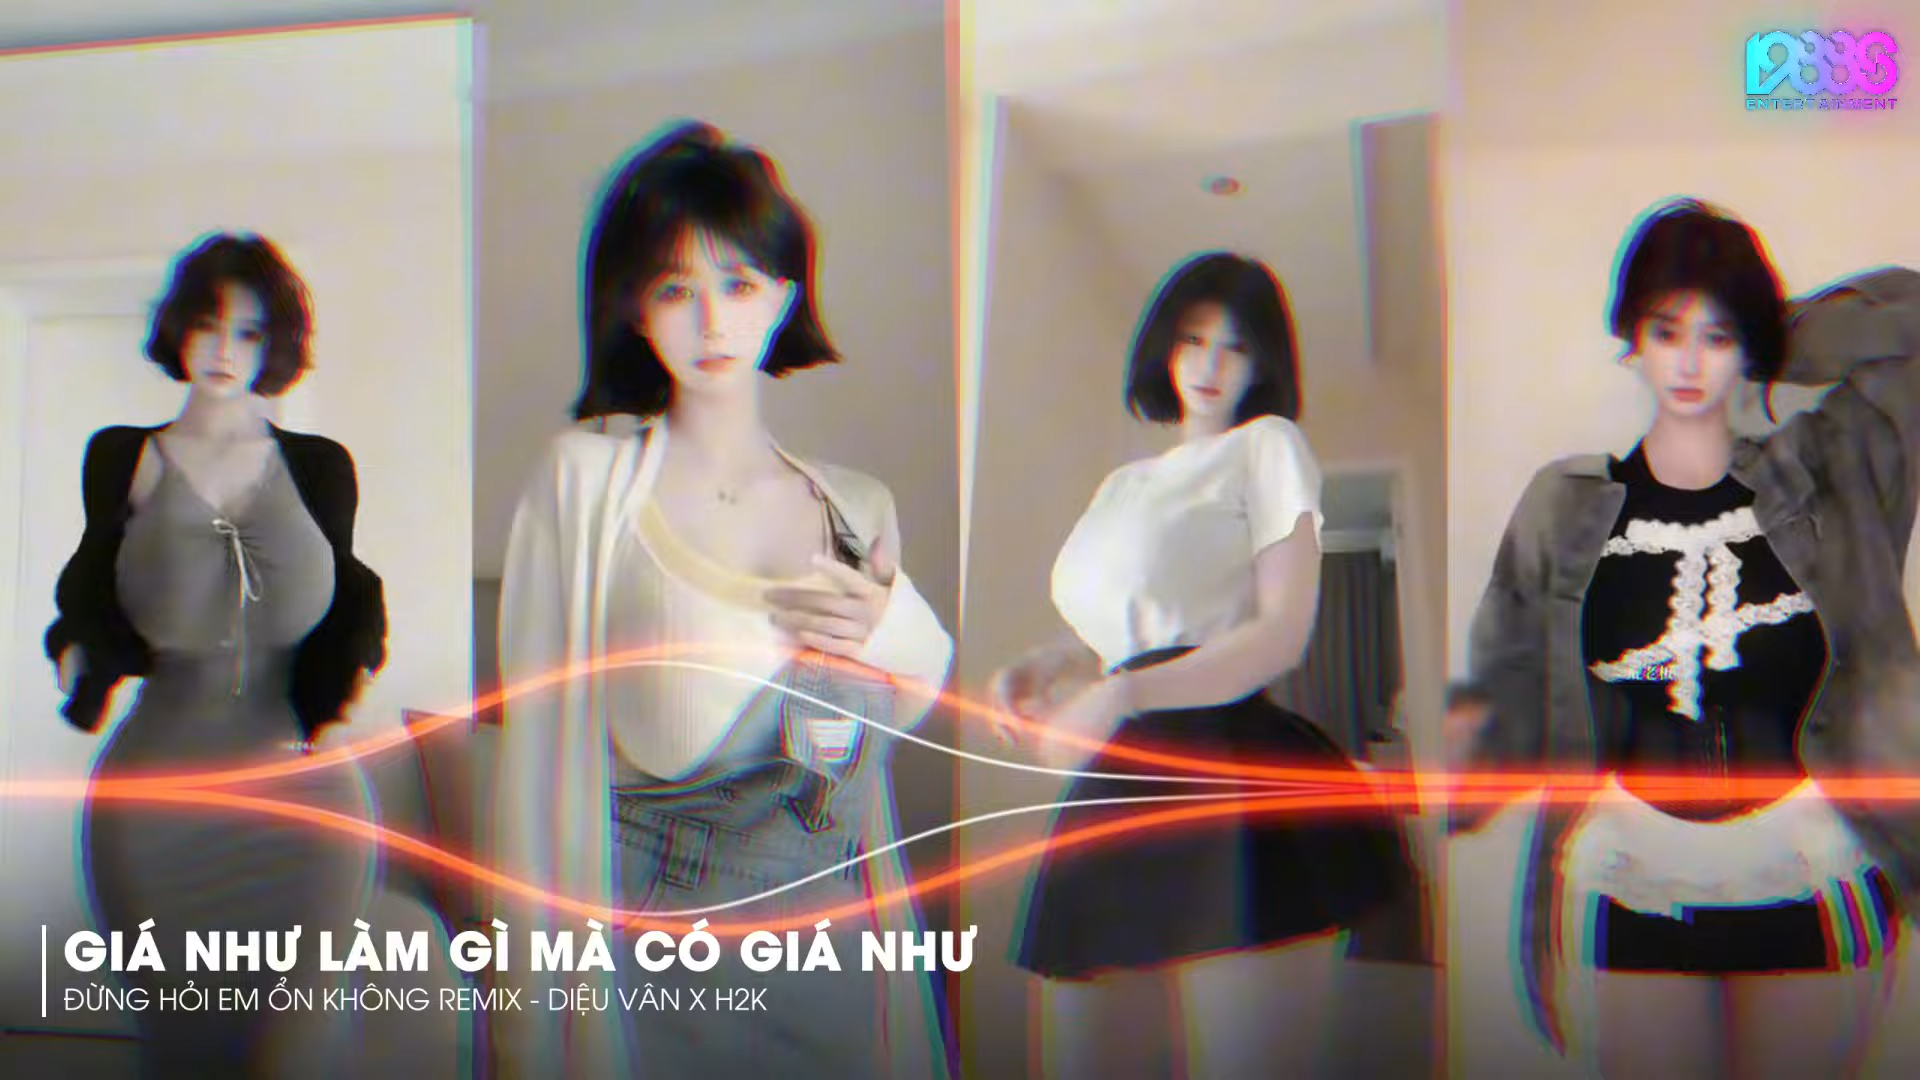 1988S
ENTERTAINMENT
GIÁ NHƯ LÀM GÌ MÀ CÓ GIÁ NHƯ
ĐỪNG HỎI EM ỔN KHÔNG REMIX - DIỆU VÂN X H2K